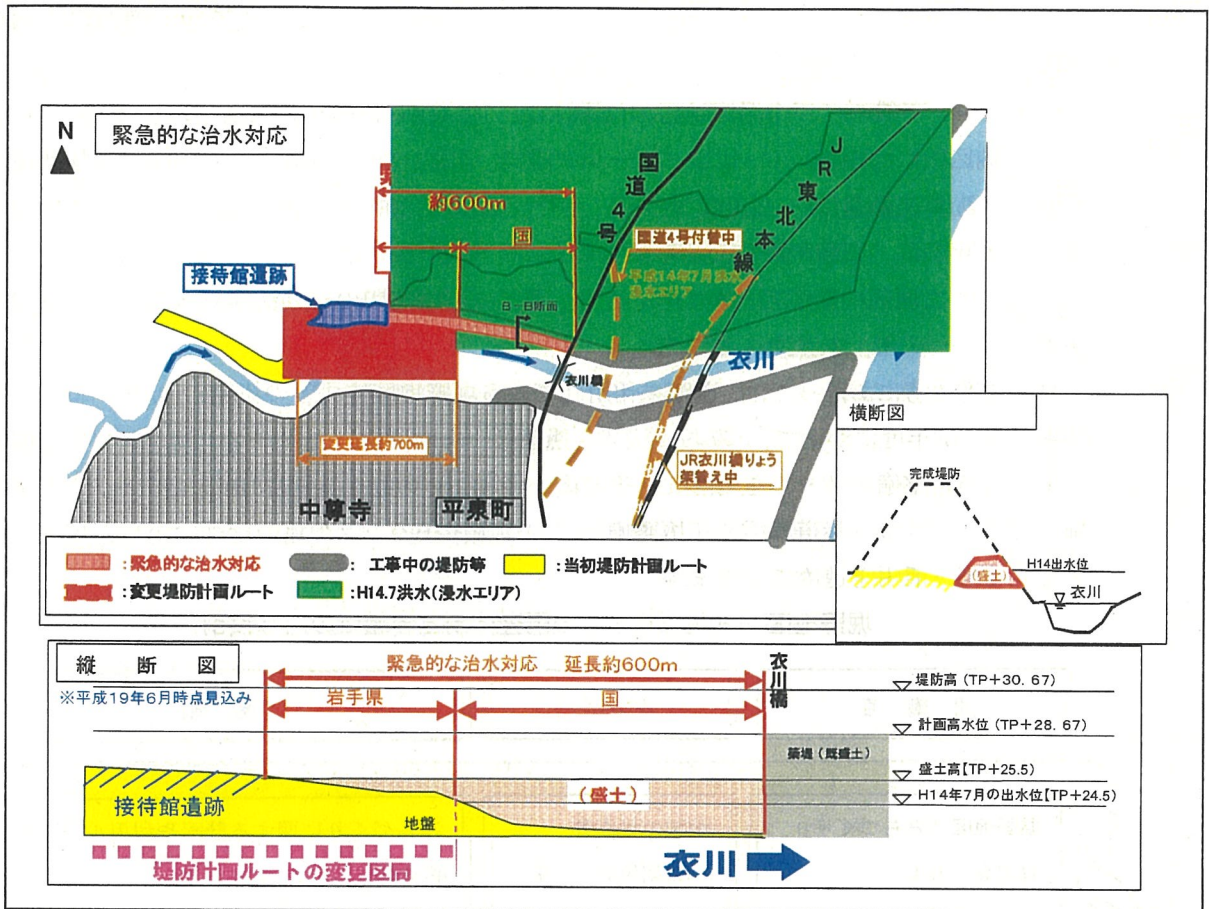 N
緊急的な治水対応
約600m
国
国道4号
JR東北本線
国道4号付替中
平成14年7月洪水
浸水エリア
接待館遺跡
B-B断面
衣川
衣川橋
変更延長約700m
JR衣川橋りょう
架替え中
中尊寺
平泉町
横断図
完成堤防
(盛土)
H14出水位
衣川
:緊急的な治水対応
: 工事中の堤防等
:当初堤防計画ルート
:変更堤防計画ルート
:H14.7洪水(浸水エリア)
縦断図
※平成19年6月時点見込み
緊急的な治水対応 延長約600m
岩手県
国
衣川橋
堤防高 (TP+30.67)
計画高水位 (TP+28.67)
築堤(既盛土)
盛土高【TP+25.5】
H14年7月の出水位【TP+24.5】
(盛土)
接待館遺跡
地盤
堤防計画ルートの変更区間
衣川